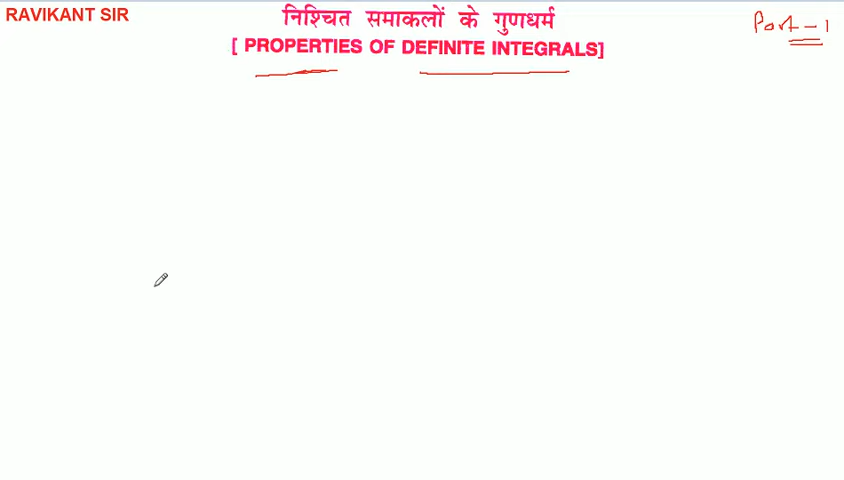 RAVIKANT SIR
निश्चित समाकलों के गुणधर्म
[ PROPERTIES OF DEFINITE INTEGRALS]
Part - 1